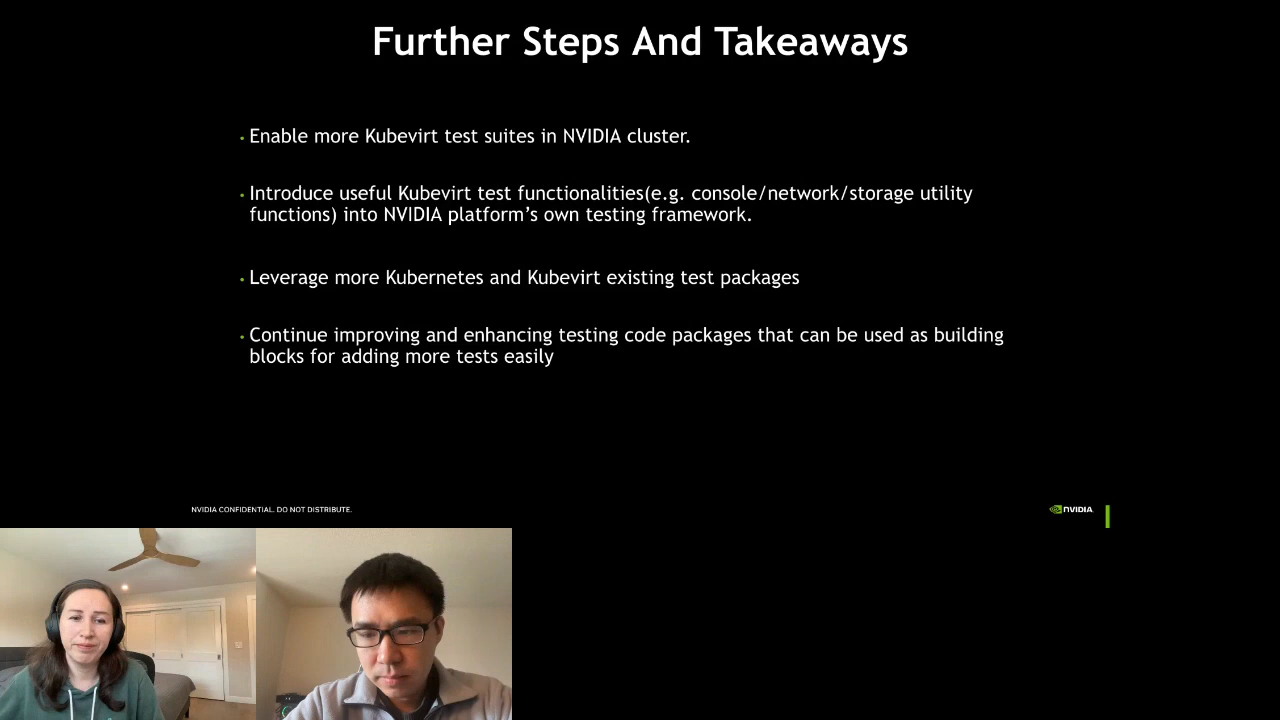 Further Steps And Takeaways
• Enable more Kubevirt test suites in NVIDIA cluster.
• Introduce useful Kubevirt test functionalities(e.g. console/network/storage utility
functions) into NVIDIA platform’s own testing framework.
• Leverage more Kubernetes and Kubevirt existing test packages
• Continue improving and enhancing testing code packages that can be used as building
blocks for adding more tests easily
NVIDIA CONFIDENTIAL. DO NOT DISTRIBUTE.
NVIDIA